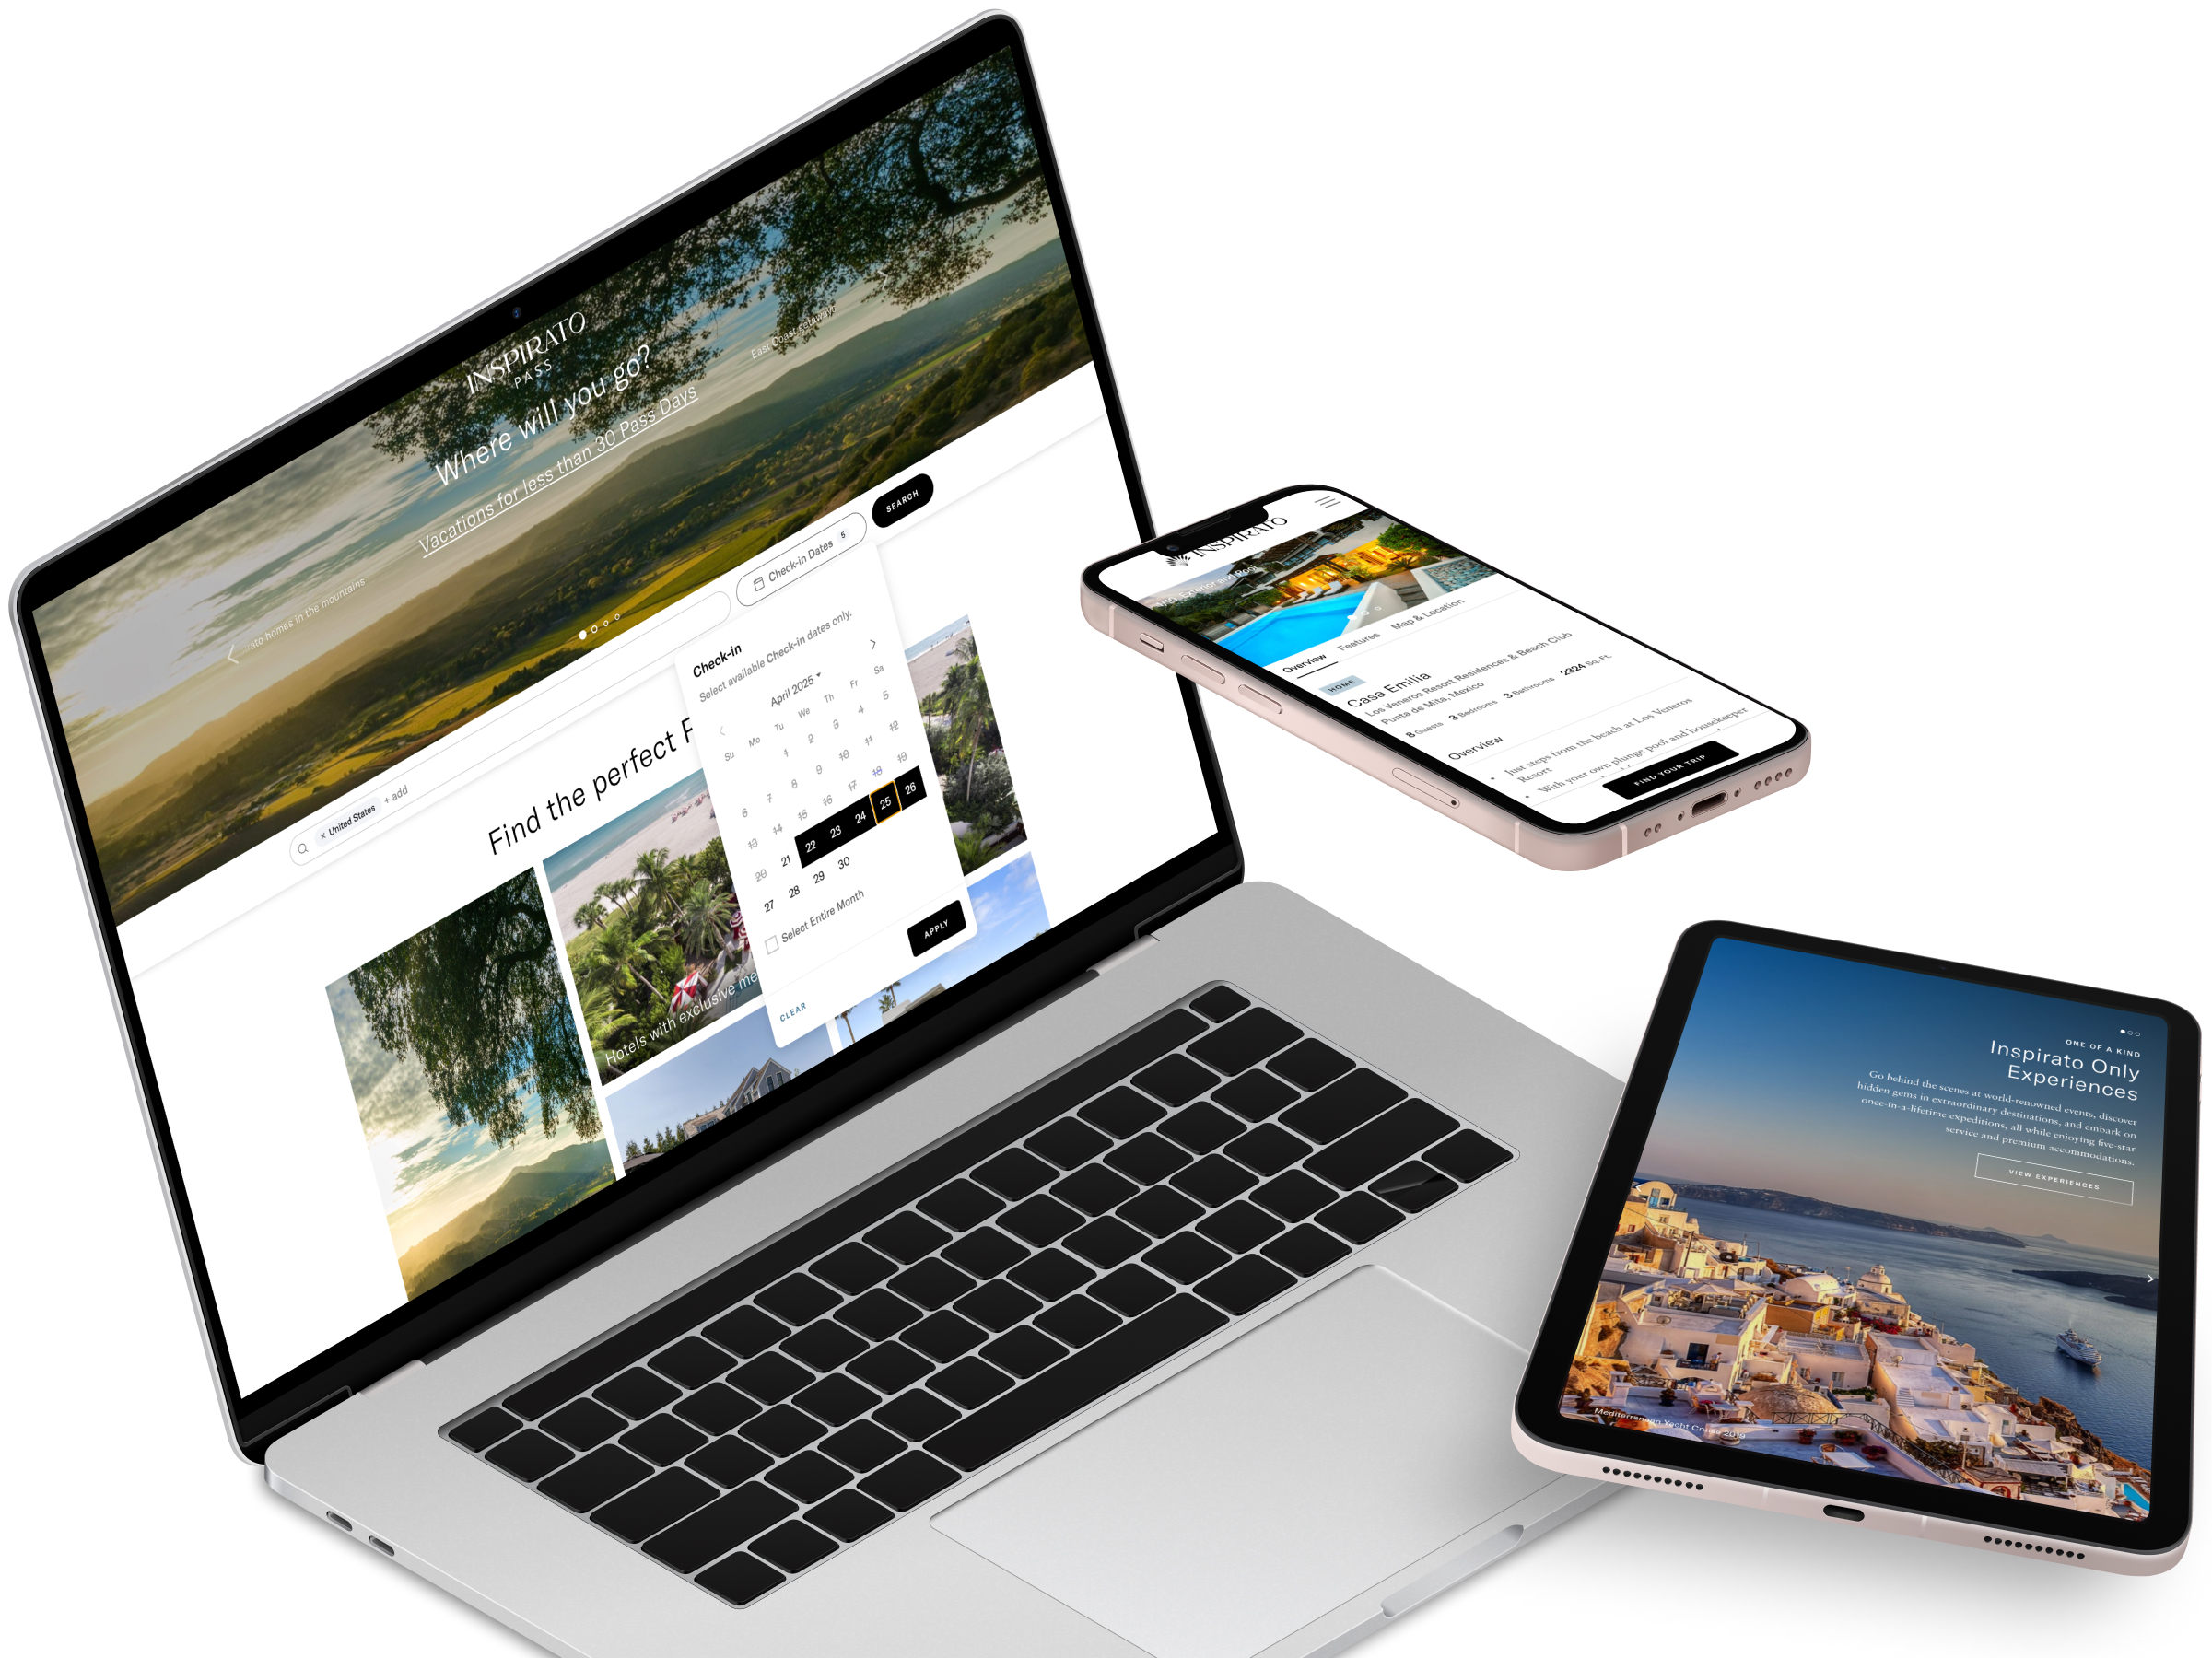 INSPIRATO
PASS
Where will you go?
Vacations for less than 30 Pass Days
East Coast getaways
homes in the mountains
× United States + add
Check-in Dates 5
SEARCH
Find the perfect
Check-in
Select available Check-in dates only.
April 2025
Su Mo Tu We Th Fr Sa
1 2 3 4 5
6 7 8 9 10 11 12
13 14 15 16 17 18 19
20 21 22 23 24 25 26
27 28 29 30
Select Entire Month
CLEAR
APPLY
Hotels with exclusive
INSPIRATO
Exterior and Pool
Overview Features Map & Location
HOME
Casa Emilia
Los Veneros Resort Residences & Beach Club
Punta de Mita, Mexico
8 Guests 3 Bedrooms 3 Bathrooms 2324 Sq. Ft.
Overview
• Just steps from the beach at Los Veneros
Resort
• With your own plunge pool and housekeeper
FIND YOUR TRIP
ONE OF A KIND
Inspirato Only
Experiences
Go behind the scenes at world-renowned events, discover
hidden gems in extraordinary destinations, and embark on
once-in-a-lifetime expeditions, all while enjoying five-star
service and premium accommodations.
VIEW EXPERIENCES
Mediterranean Yacht Cruise 2019